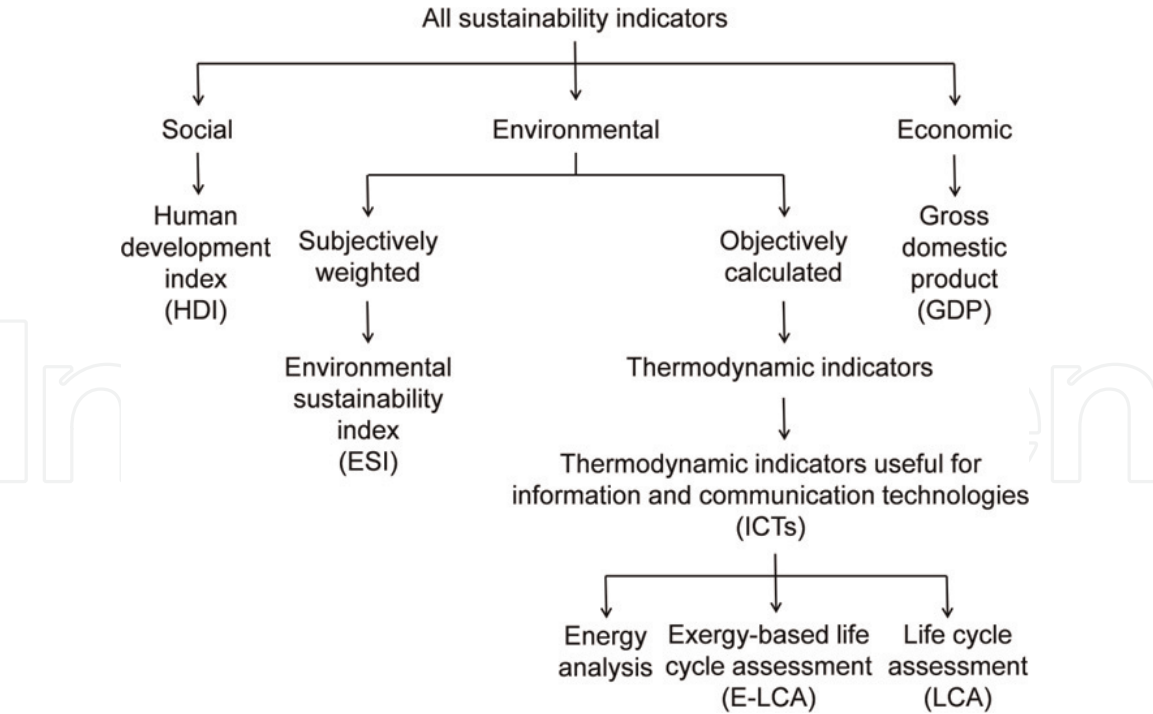 All sustainability indicators
Social
Environmental
Economic
Human
development
index
(HDI)
Subjectively
weighted
Objectively
calculated
Gross
domestic
product
(GDP)
Environmental
sustainability
index
(ESI)
Thermodynamic indicators
Thermodynamic indicators useful for
information and communication technologies
(ICTs)
Energy
analysis
Exergy-based life
cycle assessment
(E-LCA)
Life cycle
assessment
(LCA)